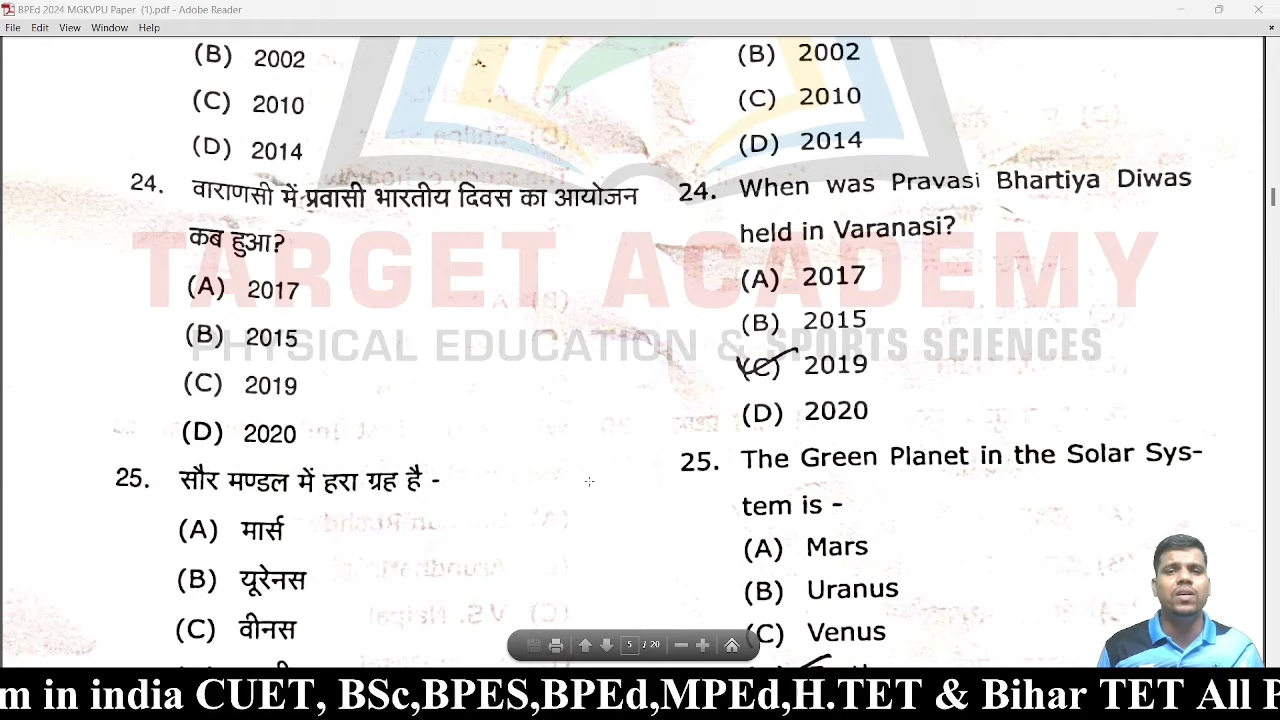 BPEd 2024 MGKVPU Paper (1).pdf - Adobe Reader
File Edit View Window Help
(B) 2002
(C) 2010
(D) 2014
24. वाराणसी में प्रवासी भारतीय दिवस का आयोजन
कब हुआ?
(A) 2017
(B) 2015
(C) 2019
(D) 2020
25. सौर मण्डल में हरा ग्रह है -
(A) मार्स
(B) यूरेनस
(C) वीनस
(B) 2002
(C) 2010
(D) 2014
24. When was Pravasi Bhartiya Diwas
held in Varanasi?
(A) 2017
(B) 2015
(C) 2019
(D) 2020
25. The Green Planet in the Solar Sys-
tem is -
(A) Mars
(B) Uranus
(C) Venus
TARGET ACADEMY
PHYSICAL EDUCATION & SPORTS SCIENCES
5 / 20
m in india CUET, BSc,BPES,BPEd,MPEd,H.TET & Bihar TET All P